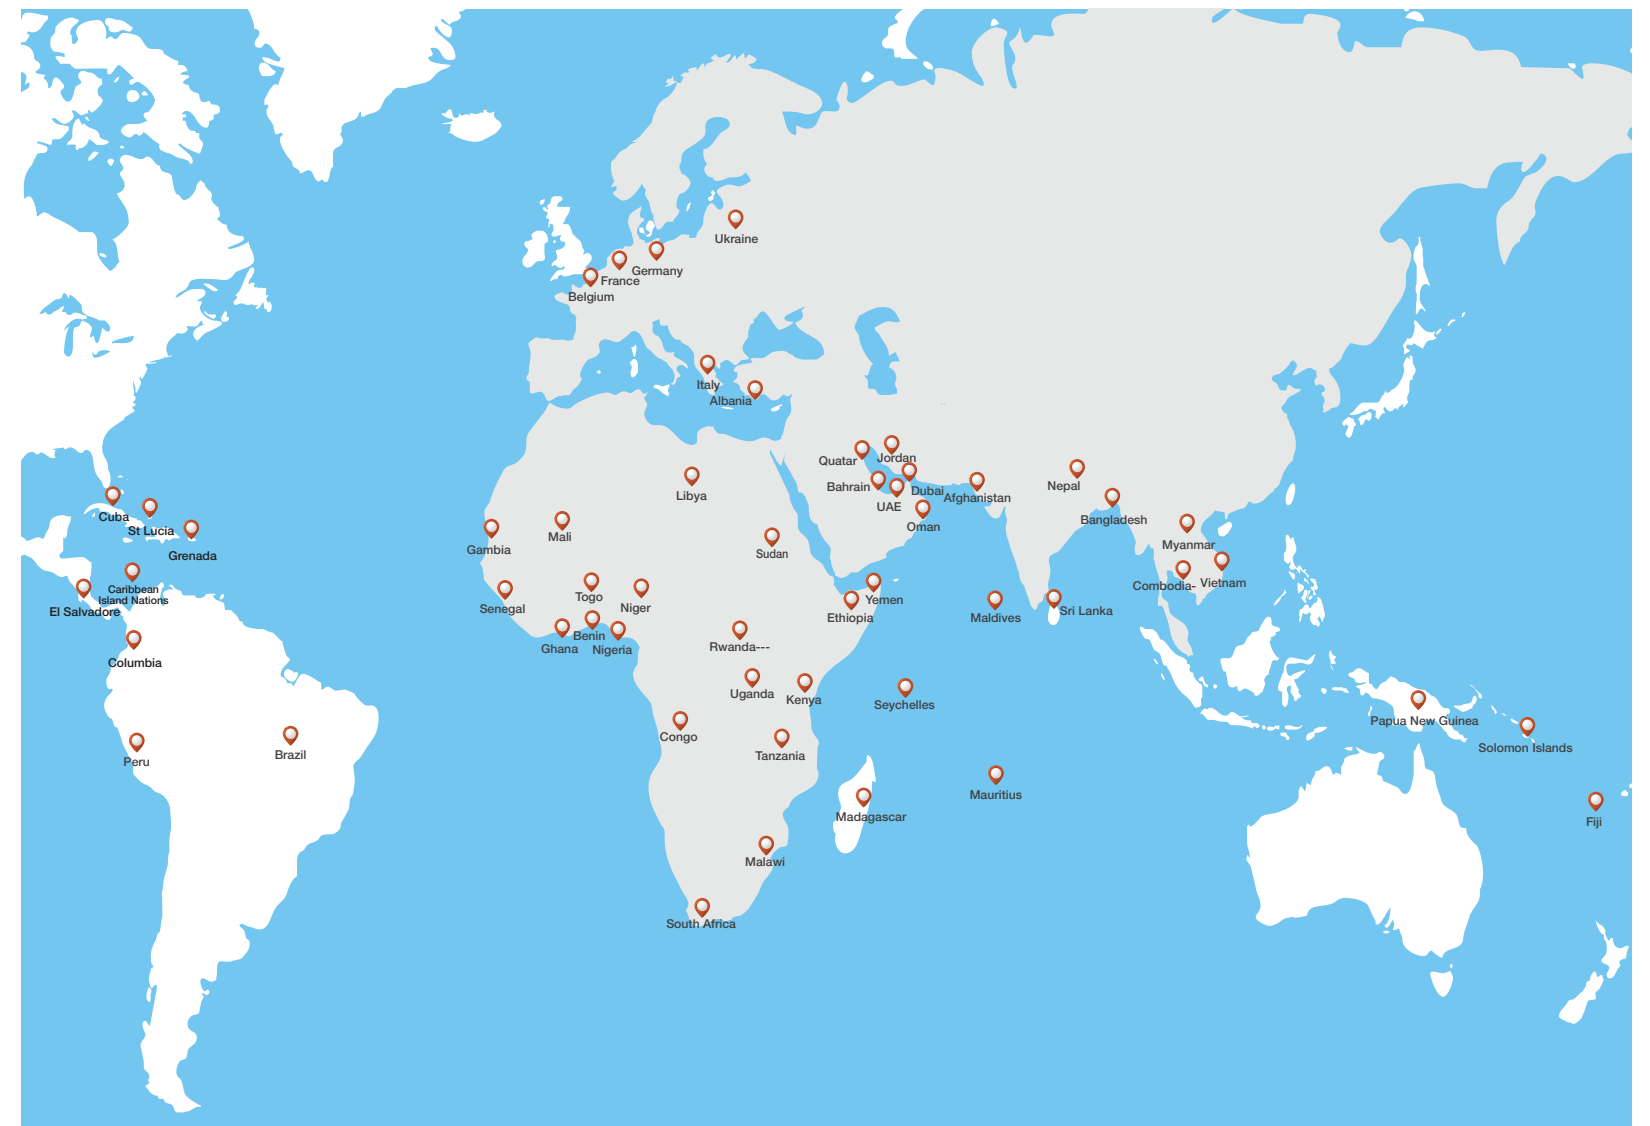 Ukraine
Germany
France
Belgium
Italy
Albania
Jordan
Quatar
Bahrain
Dubai
Afghanistan
UAE
Oman
Nepal
Bangladesh
Libya
Cuba
St Lucia
Grenada
Gambia
Mali
Sudan
Myanmar
Combodia-
Vietnam
Caribbean
Island Nations
El Salvadore
Senegal
Togo
Niger
Yemen
Ethiopia
Maldives
Sri Lanka
Ghana
Benin
Nigeria
Rwanda---
Columbia
Uganda
Kenya
Seychelles
Papua New Guinea
Congo
Solomon Islands
Peru
Brazil
Tanzania
Mauritius
Madagascar
Fiji
Malawi
South Africa